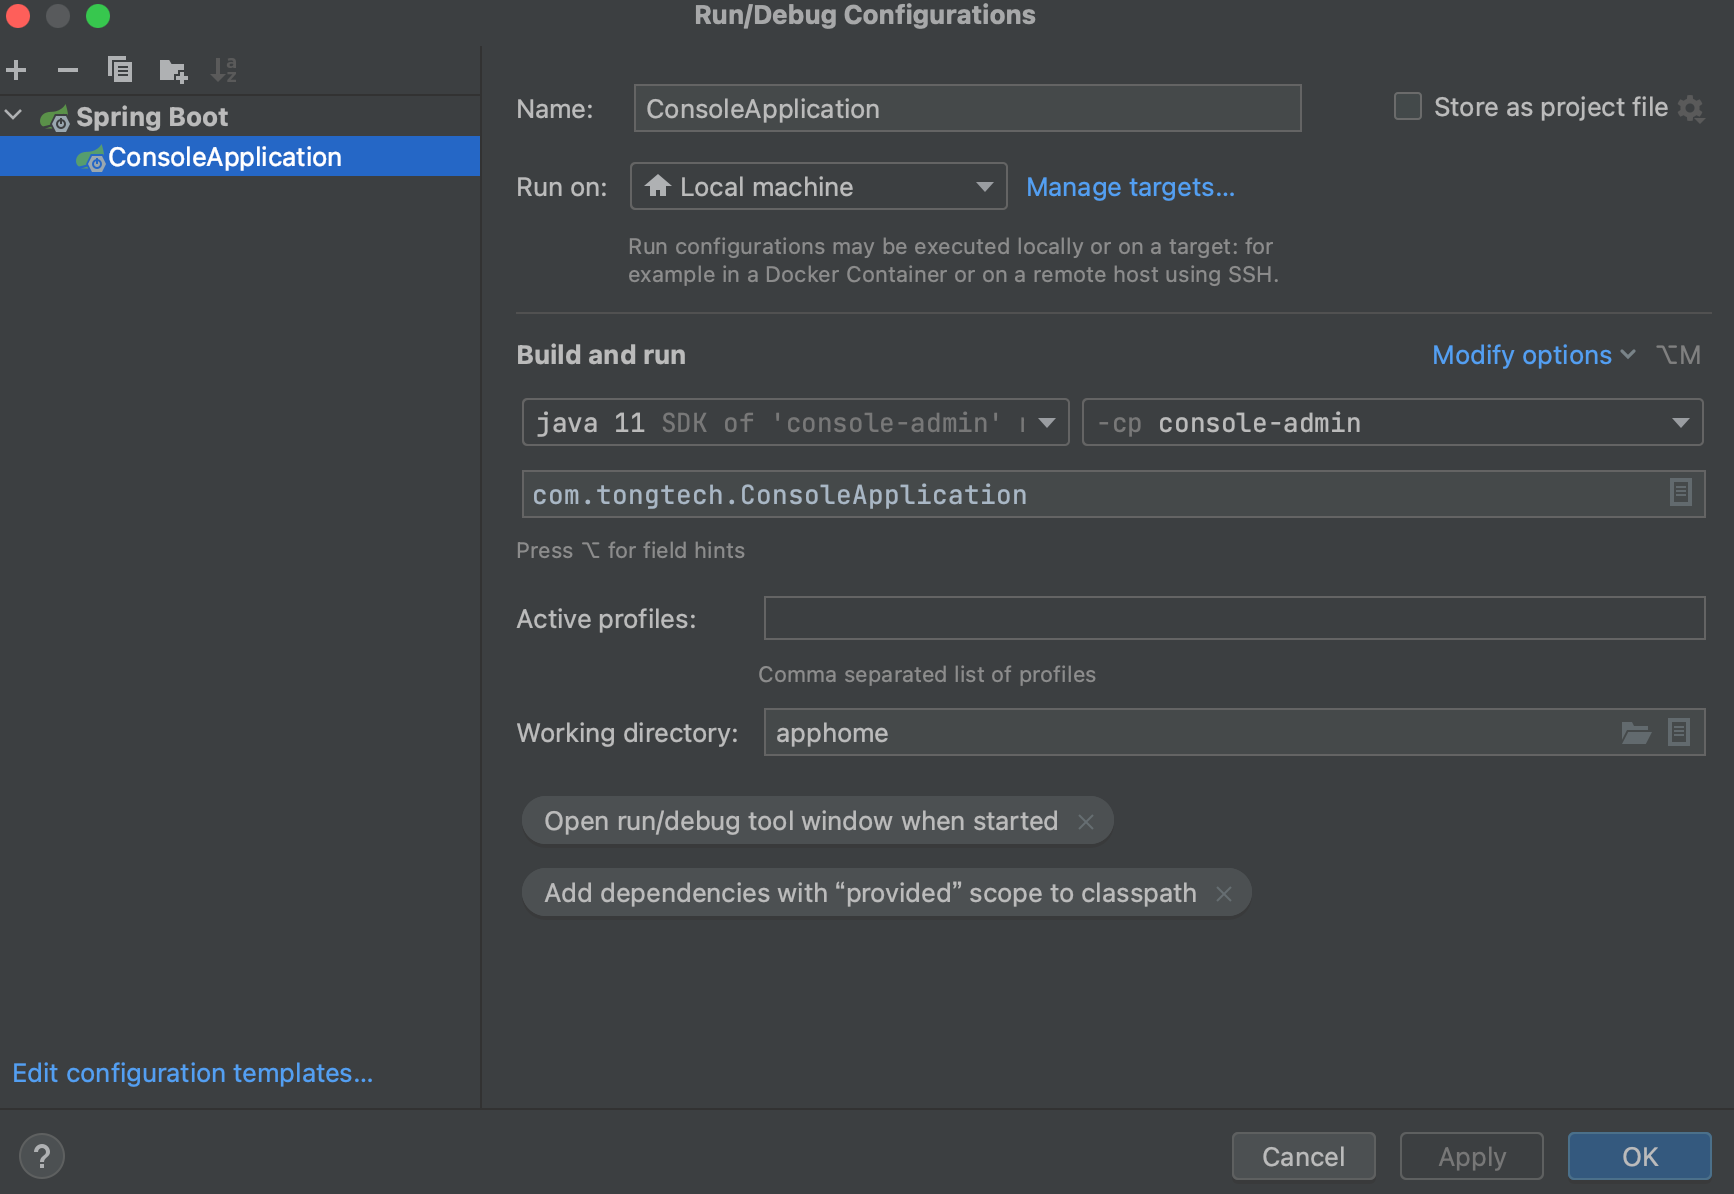 Run/Debug Configurations
Spring Boot
ConsoleApplication
Edit configuration templates...
Name: ConsoleApplication Store as project file
Run on: Local machine Manage targets...
Run configurations may be executed locally or on a target: for
example in a Docker Container or on a remote host using SSH.
Build and run Modify options ⌥M
java 11 SDK of 'console-admin' -cp console-admin
com.tongtech.ConsoleApplication
Press ⌥ for field hints
Active profiles:
Comma separated list of profiles
Working directory: apphome
Open run/debug tool window when started ×
Add dependencies with “provided” scope to classpath ×
? Cancel Apply OK